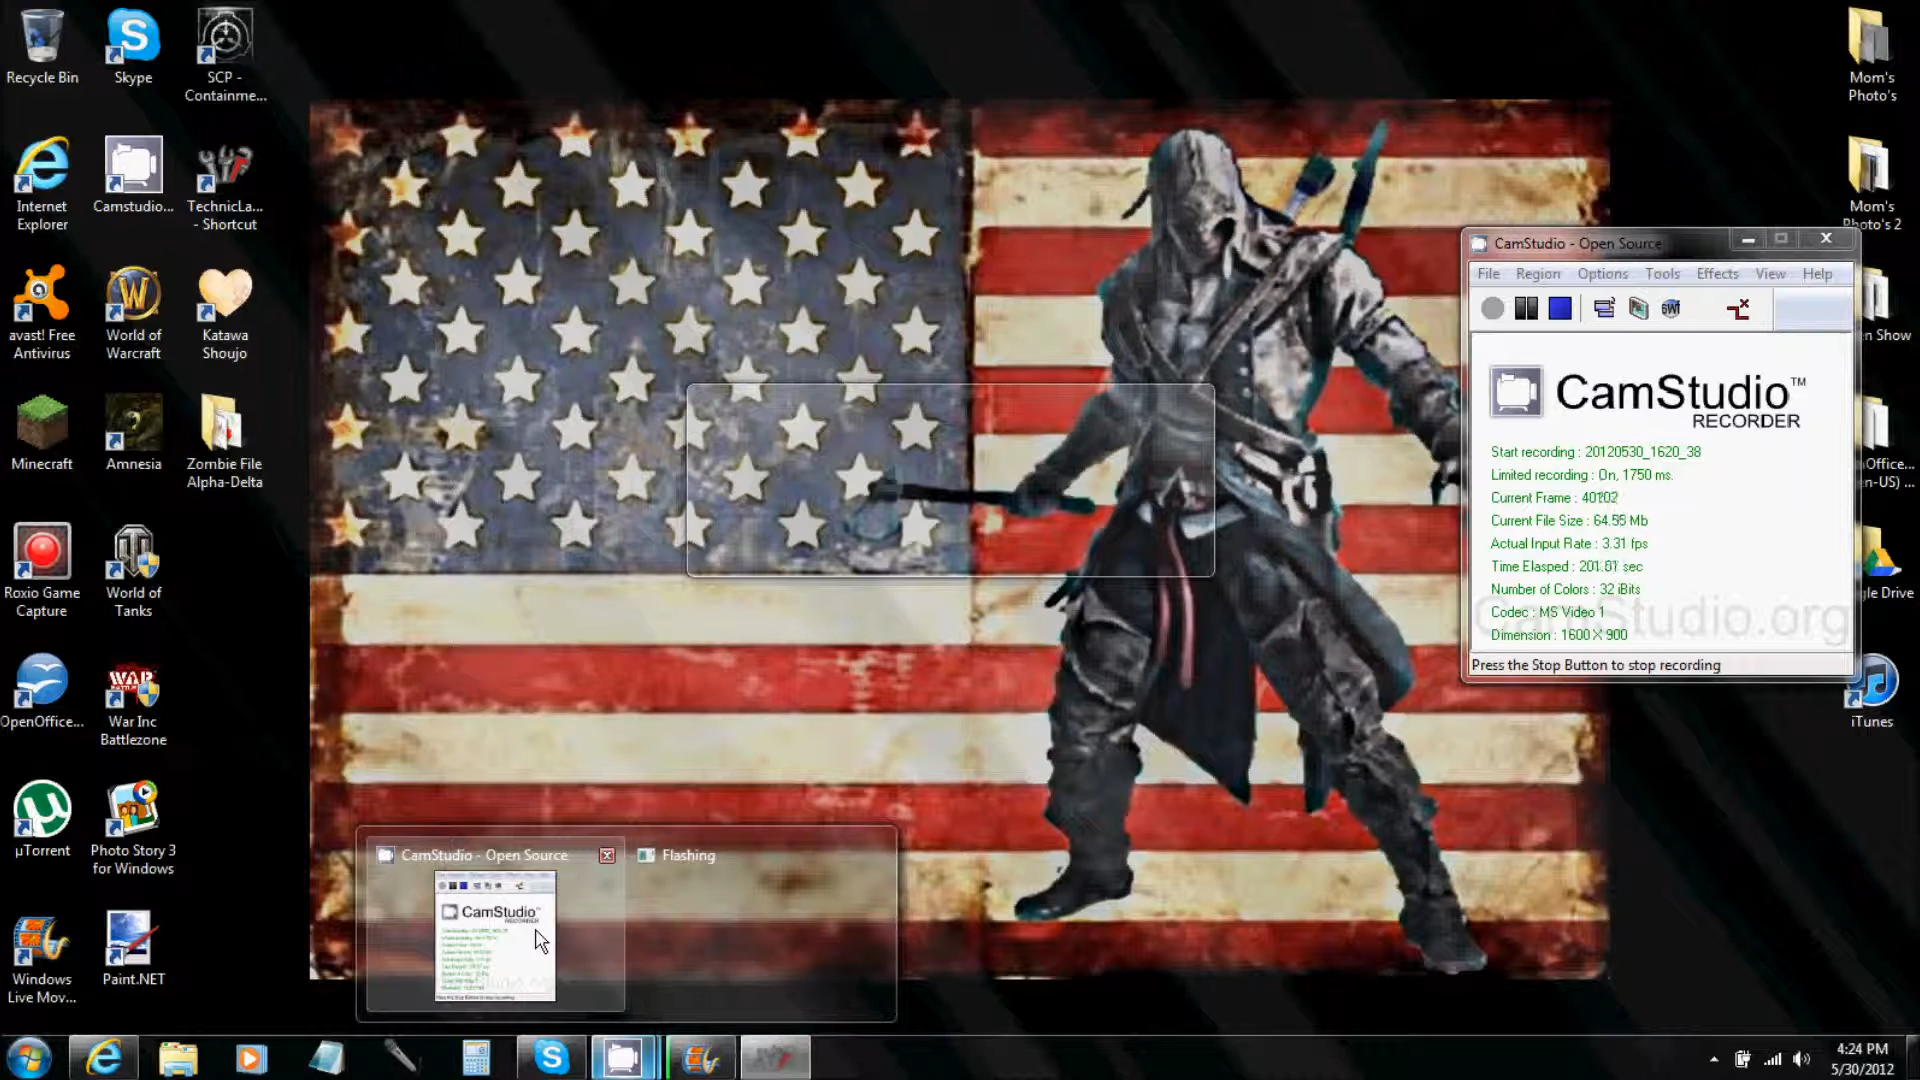 Recycle Bin
Skype
SCP -
Containme...
Internet
Explorer
Camstudio...
TechnicLa...
- Shortcut
avast! Free
Antivirus
World of
Warcraft
Katawa
Shoujo
Minecraft
Amnesia
Zombie File
Alpha-Delta
Roxio Game
Capture
World of
Tanks
OpenOffice...
War Inc
Battlezone
µTorrent
Photo Story 3
for Windows
Windows
Live Mov...
Paint.NET
Mom's
Photo's
Mom's
Photo's 2
n Show
Office...
n-US) ...
le Drive
iTunes
CamStudio - Open Source
File Region Options Tools Effects View Help
SWF
CamStudio™
RECORDER
Start recording : 20120530_1620_38
Limited recording : On, 1750 ms.
Current Frame :
Current File Size : 64.55 Mb
Actual Input Rate : 3.31 fps
Time Elasped : sec
Number of Colors : 32 Bits
Codec : MS Video 1
Dimension : 1600 X 900
CamStudio.org
Press the Stop Button to stop recording
CamStudio - Open Source
Flashing
CamStudio
RECORDER
4:24 PM
5/30/2012